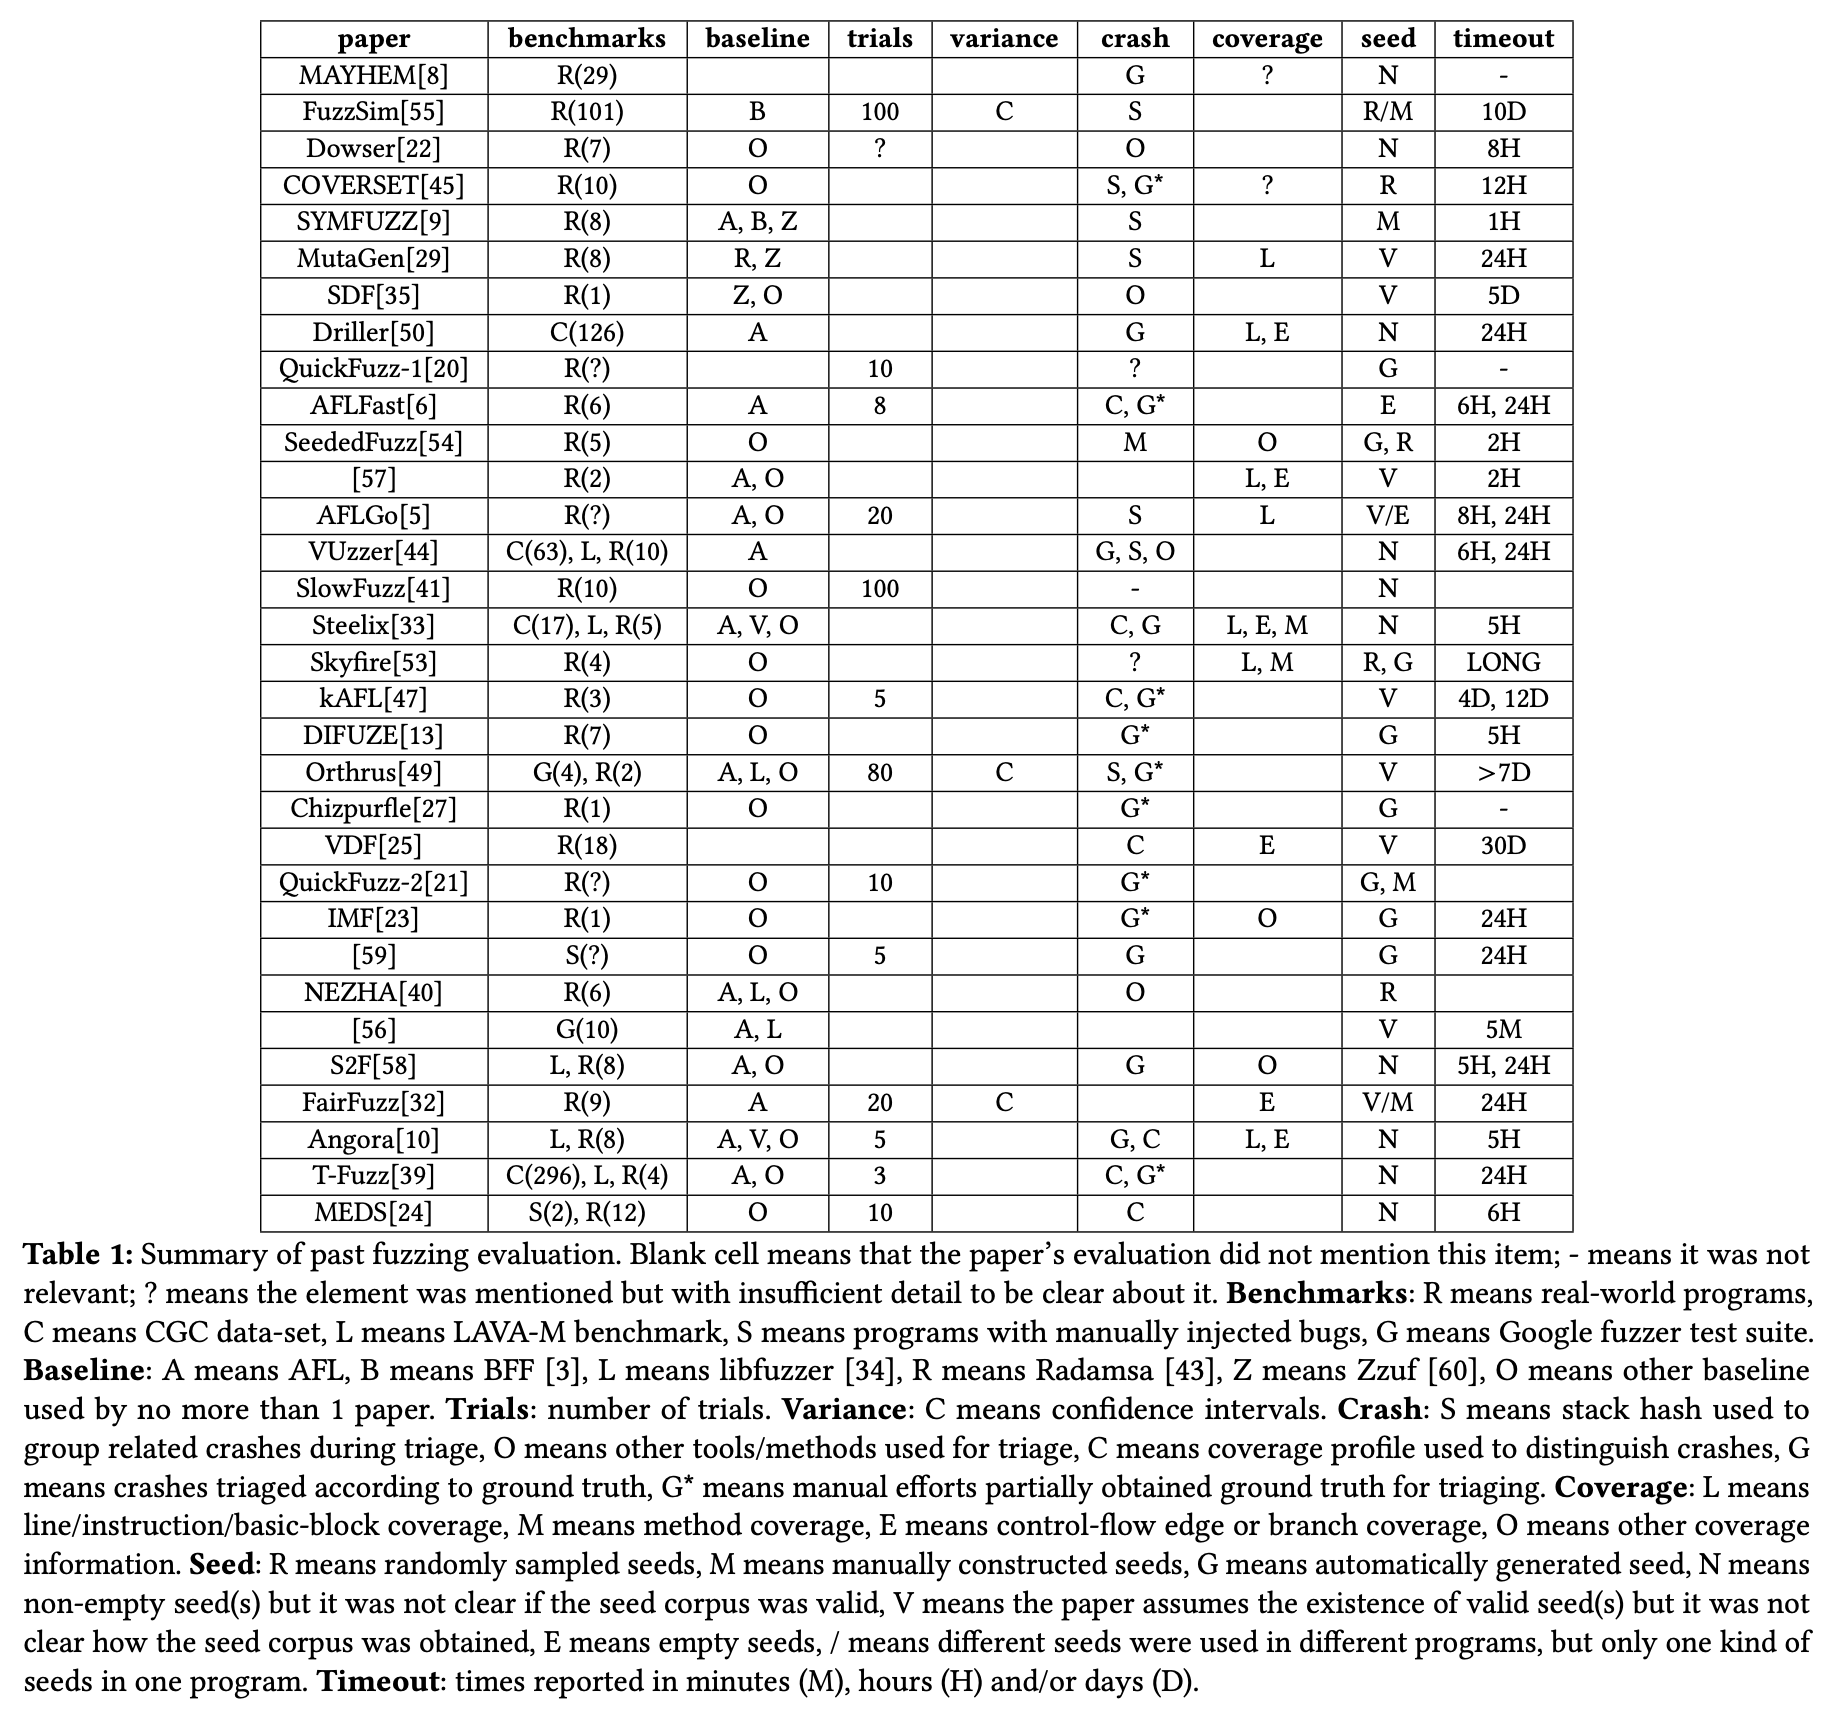 paper benchmarks baseline trials variance crash coverage seed timeout
MAYHEM[8] R(29) G ? N -
FuzzSim[55] R(101) B 100 C S R/M 10D
Dowser[22] R(7) O ? O N 8H
COVERSET[45] R(10) O S, G* ? R 12H
SYMFUZZ[9] R(8) A, B, Z S M 1H
MutaGen[29] R(8) R, Z S L V 24H
SDF[35] R(1) Z, O O V 5D
Driller[50] C(126) A G L, E N 24H
QuickFuzz-1[20] R(?) 10 ? G -
AFLFast[6] R(6) A 8 C, G* E 6H, 24H
SeededFuzz[54] R(5) O M O G, R 2H
[57] R(2) A, O L, E V 2H
AFLGo[5] R(?) A, O 20 S L V/E 8H, 24H
VUzzer[44] C(63), L, R(10) A G, S, O N 6H, 24H
SlowFuzz[41] R(10) O 100 - N
Steelix[33] C(17), L, R(5) A, V, O C, G L, E, M N 5H
Skyfire[53] R(4) O ? L, M R, G LONG
kAFL[47] R(3) O 5 C, G* V 4D, 12D
DIFUZE[13] R(7) O G* G 5H
Orthrus[49] G(4), R(2) A, L, O 80 C S, G* V >7D
Chizpurfle[27] R(1) O G* G -
VDF[25] R(18) C E V 30D
QuickFuzz-2[21] R(?) O 10 G* G, M
IMF[23] R(1) O G* O G 24H
[59] S(?) O 5 G G 24H
NEZHA[40] R(6) A, L, O O R
[56] G(10) A, L V 5M
S2F[58] L, R(8) A, O G O N 5H, 24H
FairFuzz[32] R(9) A 20 C E V/M 24H
Angora[10] L, R(8) A, V, O 5 G, C L, E N 5H
T-Fuzz[39] C(296), L, R(4) A, O 3 C, G* N 24H
MEDS[24] S(2), R(12) O 10 C N 6H
Table 1: Summary of past fuzzing evaluation. Blank cell means that the paper's evaluation did not mention this item; - means it was not
relevant; ? means the element was mentioned but with insufficient detail to be clear about it. Benchmarks: R means real-world programs,
C means CGC data-set, L means LAVA-M benchmark, S means programs with manually injected bugs, G means Google fuzzer test suite.
Baseline: A means AFL, B means BFF [3], L means libfuzzer [34], R means Radamsa [43], Z means Zzuf [60], O means other baseline
used by no more than 1 paper. Trials: number of trials. Variance: C means confidence intervals. Crash: S means stack hash used to
group related crashes during triage, O means other tools/methods used for triage, C means coverage profile used to distinguish crashes, G
means crashes triaged according to ground truth, G* means manual efforts partially obtained ground truth for triaging. Coverage: L means
line/instruction/basic-block coverage, M means method coverage, E means control-flow edge or branch coverage, O means other coverage
information. Seed: R means randomly sampled seeds, M means manually constructed seeds, G means automatically generated seed, N means
non-empty seed(s) but it was not clear if the seed corpus was valid, V means the paper assumes the existence of valid seed(s) but it was not
clear how the seed corpus was obtained, E means empty seeds, / means different seeds were used in different programs, but only one kind of
seeds in one program. Timeout: times reported in minutes (M), hours (H) and/or days (D).